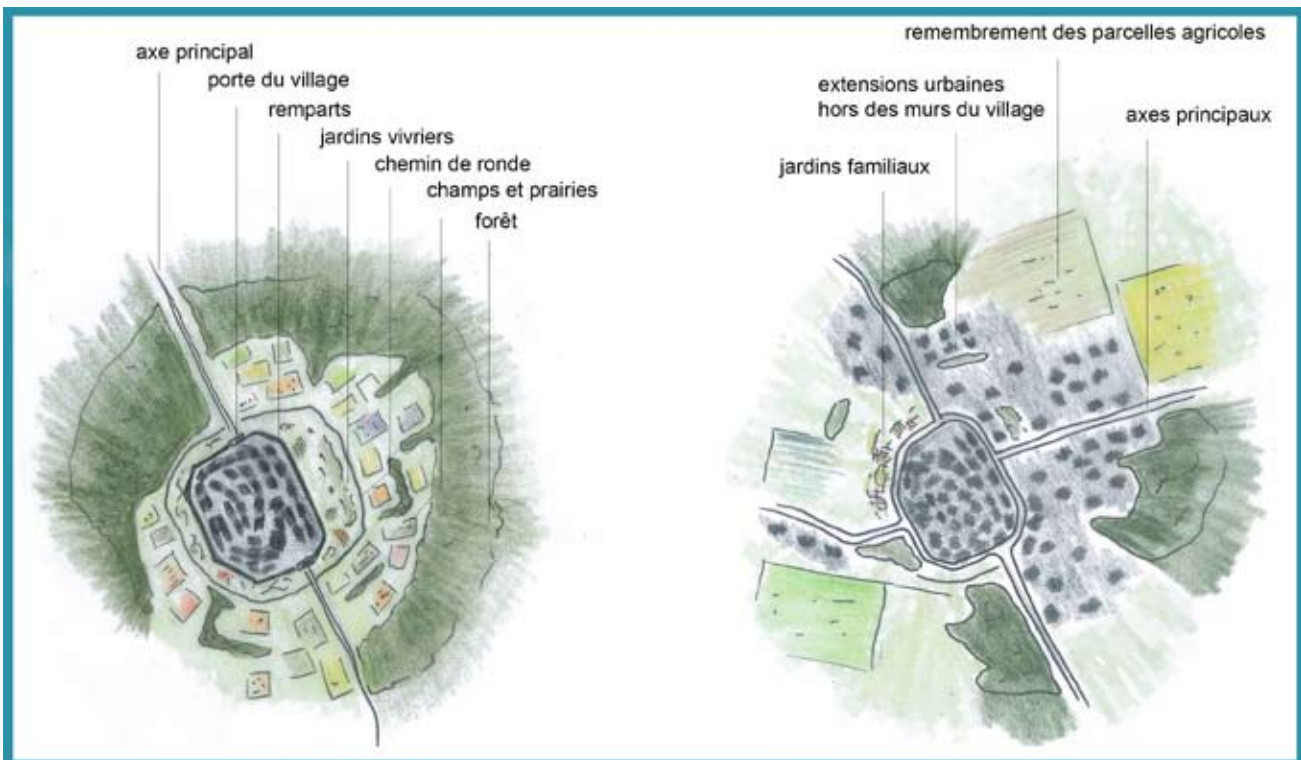 axe principal
porte du village
remparts
jardins vivriers
chemin de ronde
champs et prairies
forêt
remembrement des parcelles agricoles
extensions urbaines
hors des murs du village
axes principaux
jardins familiaux